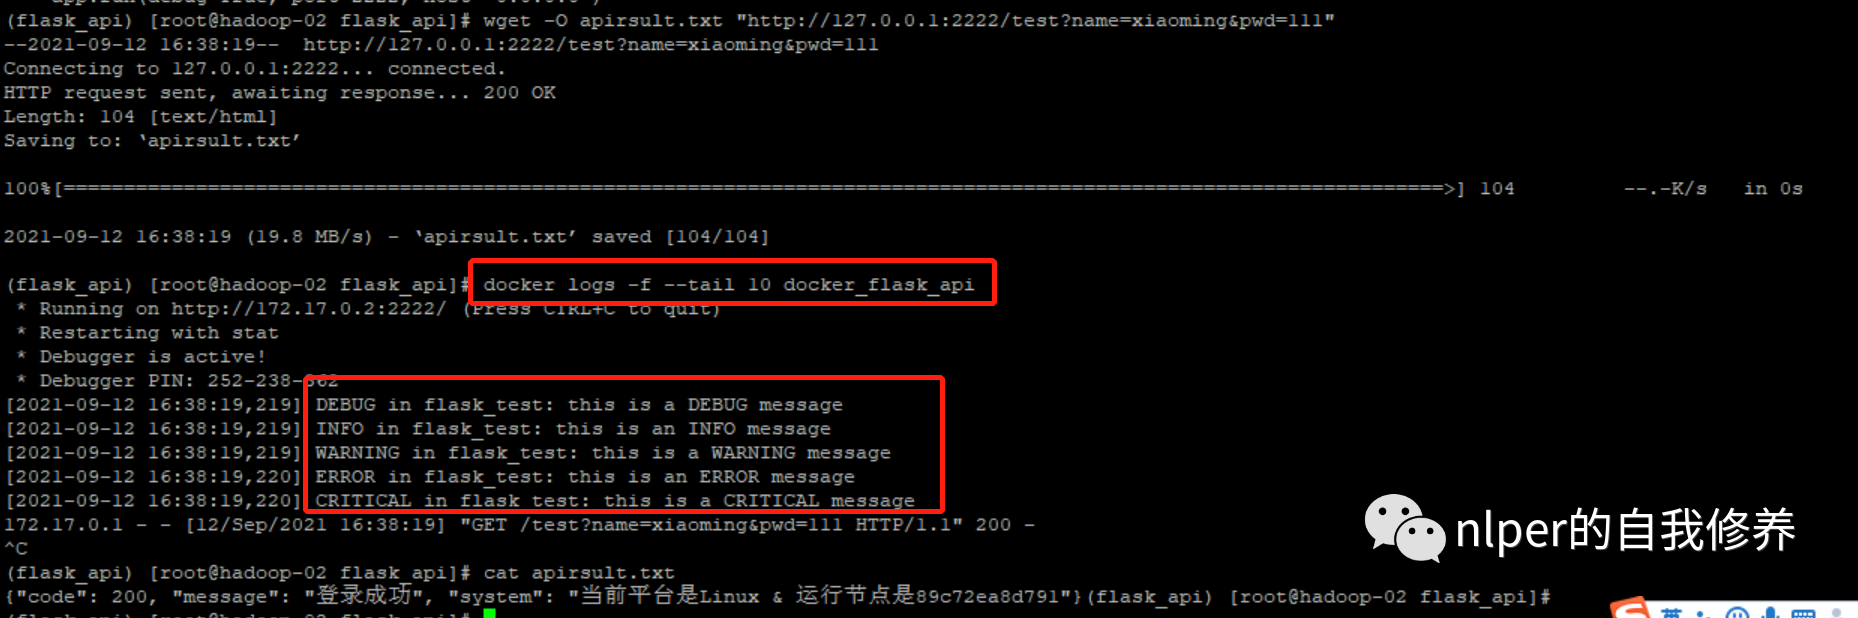 (flask_api) [root@hadoop-02 flask_api]# wget -O apirsult.txt "http://127.0.0.1:2222/test?name=xiaoming&pwd=111"
--2021-09-12 16:38:19--  http://127.0.0.1:2222/test?name=xiaoming&pwd=111
Connecting to 127.0.0.1:2222... connected.
HTTP request sent, awaiting response... 200 OK
Length: 104 [text/html]
Saving to: ‘apirsult.txt’
100%[===================================================================================================================>] 104         --.-K/s   in 0s
2021-09-12 16:38:19 (19.8 MB/s) - ‘apirsult.txt’ saved [104/104]
(flask_api) [root@hadoop-02 flask_api]# docker logs -f --tail 10 docker_flask_api
 * Running on http://172.17.0.2:2222/ (Press CTRL+C to quit)
 * Restarting with stat
 * Debugger is active!
 * Debugger PIN: 252-238-862
[2021-09-12 16:38:19,219] DEBUG in flask_test: this is a DEBUG message
[2021-09-12 16:38:19,219] INFO in flask_test: this is an INFO message
[2021-09-12 16:38:19,219] WARNING in flask_test: this is a WARNING message
[2021-09-12 16:38:19,220] ERROR in flask_test: this is an ERROR message
[2021-09-12 16:38:19,220] CRITICAL in flask_test: this is a CRITICAL message
172.17.0.1 - - [12/Sep/2021 16:38:19] "GET /test?name=xiaoming&pwd=111 HTTP/1.1" 200 -
^C
(flask_api) [root@hadoop-02 flask_api]# cat apirsult.txt
{"code": 200, "message": "登录成功", "system": "当前平台是Linux & 运行节点是89c72ea8d791"}(flask_api) [root@hadoop-02 flask_api]#
nlper的自我修养
英